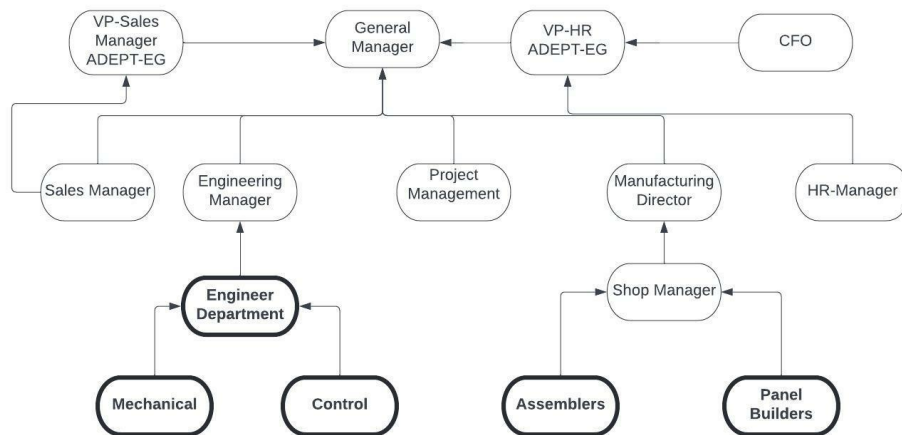 VP-Sales
Manager
ADEPT-EG
General
Manager
VP-HR
ADEPT-EG
CFO
Sales Manager
Engineering
Manager
Project
Management
Manufacturing
Director
HR-Manager
Engineer
Department
Shop Manager
Mechanical
Control
Assemblers
Panel
Builders